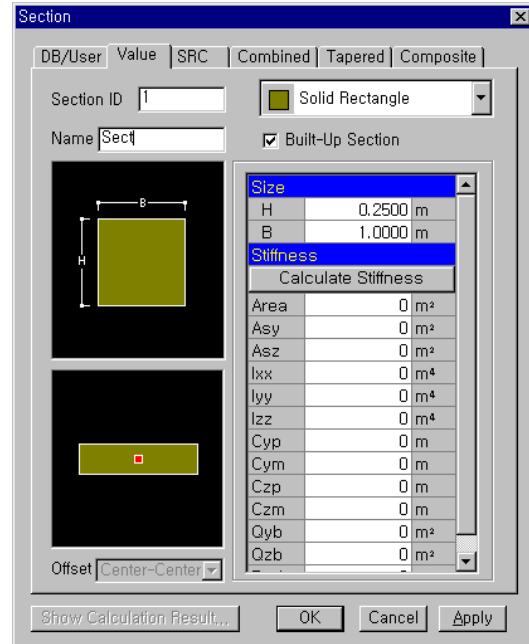 Section
DB/User Value SRC Combined Tapered Composite
Section ID 1 Solid Rectangle
Name Sect Built-Up Section
B
H
Size
H 0.2500 m
B 1.0000 m
Stiffness
Calculate Stiffness
Area 0 m²
Asy 0 m²
Asz 0 m²
Ixx 0 m⁴
Iyy 0 m⁴
Izz 0 m⁴
Cyp 0 m
Cym 0 m
Czp 0 m
Czm 0 m
Qyb 0 m²
Qzb 0 m²
Offset Center-Center
Show Calculation Result... OK Cancel Apply